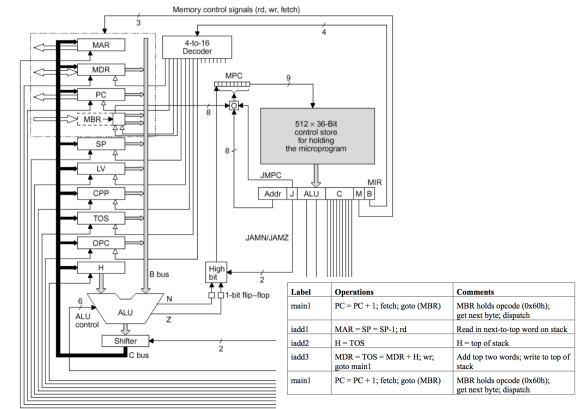 Memory control signals (rd, wr, fetch)
3
4
MAR
4-to-16
Decoder
MDR
MPC
9
PC
8
O
MBR
512 × 36-Bit
control store
for holding
the microprogram
SP
8
LV
JMPC
CPP
Addr J ALU C M B
MIR
TOS
JAMN/JAMZ
OPC
H
B bus
High
bit
2
1-bit flip–flop
6
ALU
control
ALU
N
Z
Shifter
C bus
2
Label Operations Comments
main1 PC = PC + 1; fetch; goto (MBR) MBR holds opcode (0x60h);
get next byte; dispatch
iadd1 MAR = SP = SP-1; rd Read in next-to-top word on stack
iadd2 H = TOS H = top of stack
iadd3 MDR = TOS = MDR + H; wr; Add top two words; write to top of
goto main1 stack
main1 PC = PC + 1; fetch; goto (MBR) MBR holds opcode (0x60h);
get next byte; dispatch